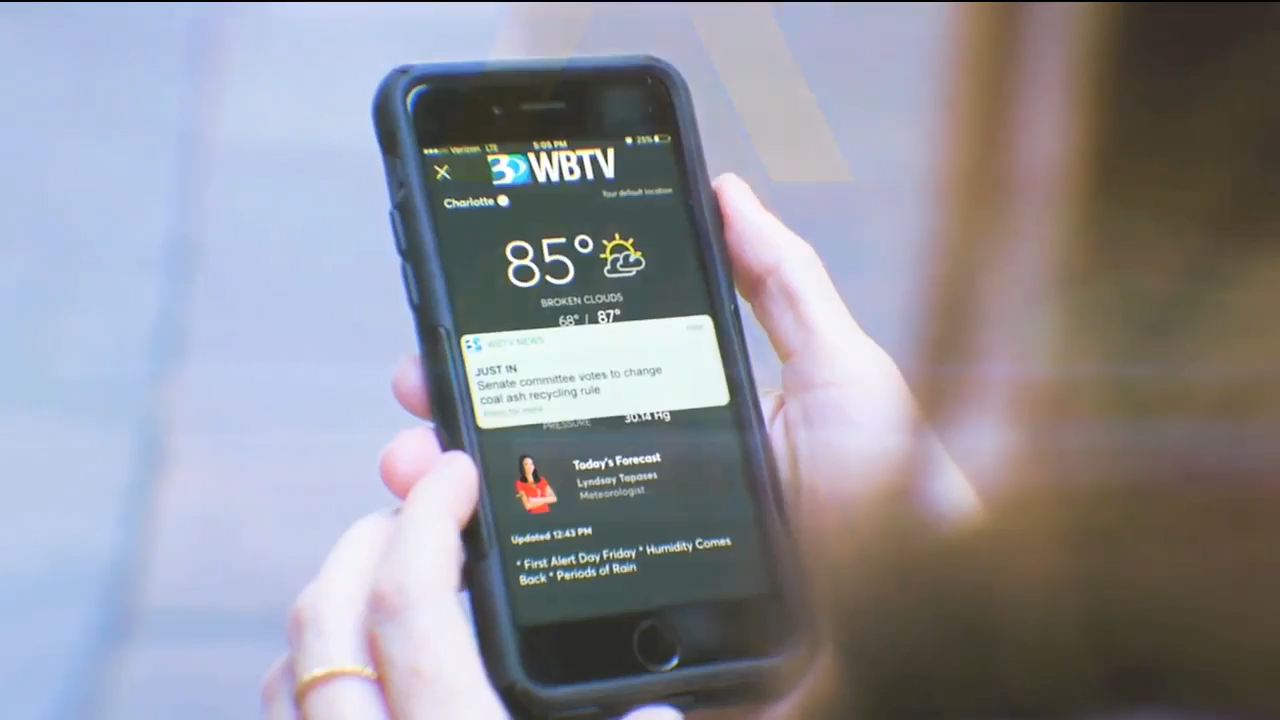 Verizon LTE 5:05 PM 25%
3 WBTV
Charlotte
Your default location
85°
BROKEN CLOUDS
68° | 87°
WBTV NEWS now
JUST IN
Senate committee votes to change
coal ash recycling rule
Press for more
PRESSURE 30.14 Hg
Today's Forecast
Lyndsay Tapases
Meteorologist
Updated 12:43 PM
* First Alert Day Friday * Humidity Comes
Back * Periods of Rain